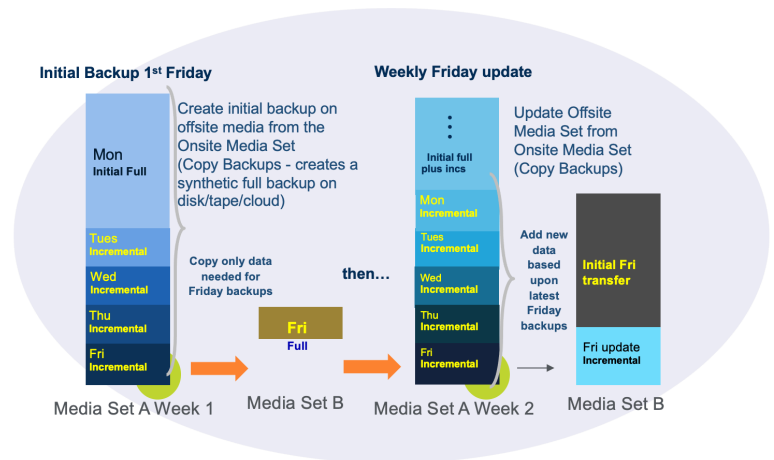 Initial Backup 1st Friday
Mon
Initial Full
Tues
Incremental
Wed
Incremental
Thu
Incremental
Fri
Incremental
Media Set A Week 1
Create initial backup on
offsite media from the
Onsite Media Set
(Copy Backups - creates a
synthetic full backup on
disk/tape/cloud)
Copy only data
needed for
Friday backups
Fri
Full
Media Set B
then...
Weekly Friday update
Initial full
plus incs
Mon
Incremental
Tues
Incremental
Wed
Incremental
Thu
Incremental
Fri
Incremental
Media Set A Week 2
Update Offsite
Media Set from
Onsite Media Set
(Copy Backups)
Add new
data
based
upon
latest
Friday
backups
Initial Fri
transfer
Fri update
Incremental
Media Set B